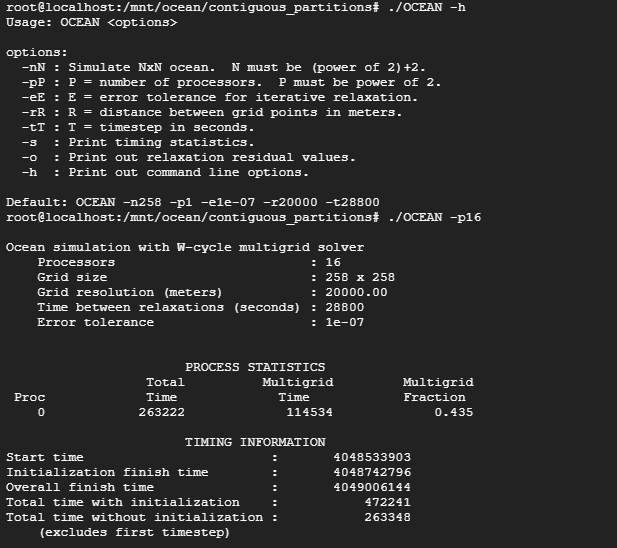 root@localhost:/mnt/ocean/contiguous_partitions# ./OCEAN -h
Usage: OCEAN <options>

options:
  -nN : Simulate NxN ocean.  N must be (power of 2)+2.
  -pP : P = number of processors.  P must be power of 2.
  -eE : E = error tolerance for iterative relaxation.
  -rR : R = distance between grid points in meters.
  -tT : T = timestep in seconds.
  -s  : Print timing statistics.
  -o  : Print out relaxation residual values.
  -h  : Print out command line options.

Default: OCEAN -n258 -p1 -e1e-07 -r20000 -t28800
root@localhost:/mnt/ocean/contiguous_partitions# ./OCEAN -p16

Ocean simulation with W-cycle multigrid solver
    Processors                         : 16
    Grid size                          : 258 x 258
    Grid resolution (meters)           : 20000.00
    Time between relaxations (seconds) : 28800
    Error tolerance                    : 1e-07

                       PROCESS STATISTICS
                  Total          Multigrid         Multigrid
 Proc             Time             Time            Fraction
    0            263222            114534              0.435

                       TIMING INFORMATION
Start time                        :       4048533903
Initialization finish time        :       4048742796
Overall finish time               :       4049006144
Total time with initialization    :           472241
Total time without initialization :           263348
    (excludes first timestep)